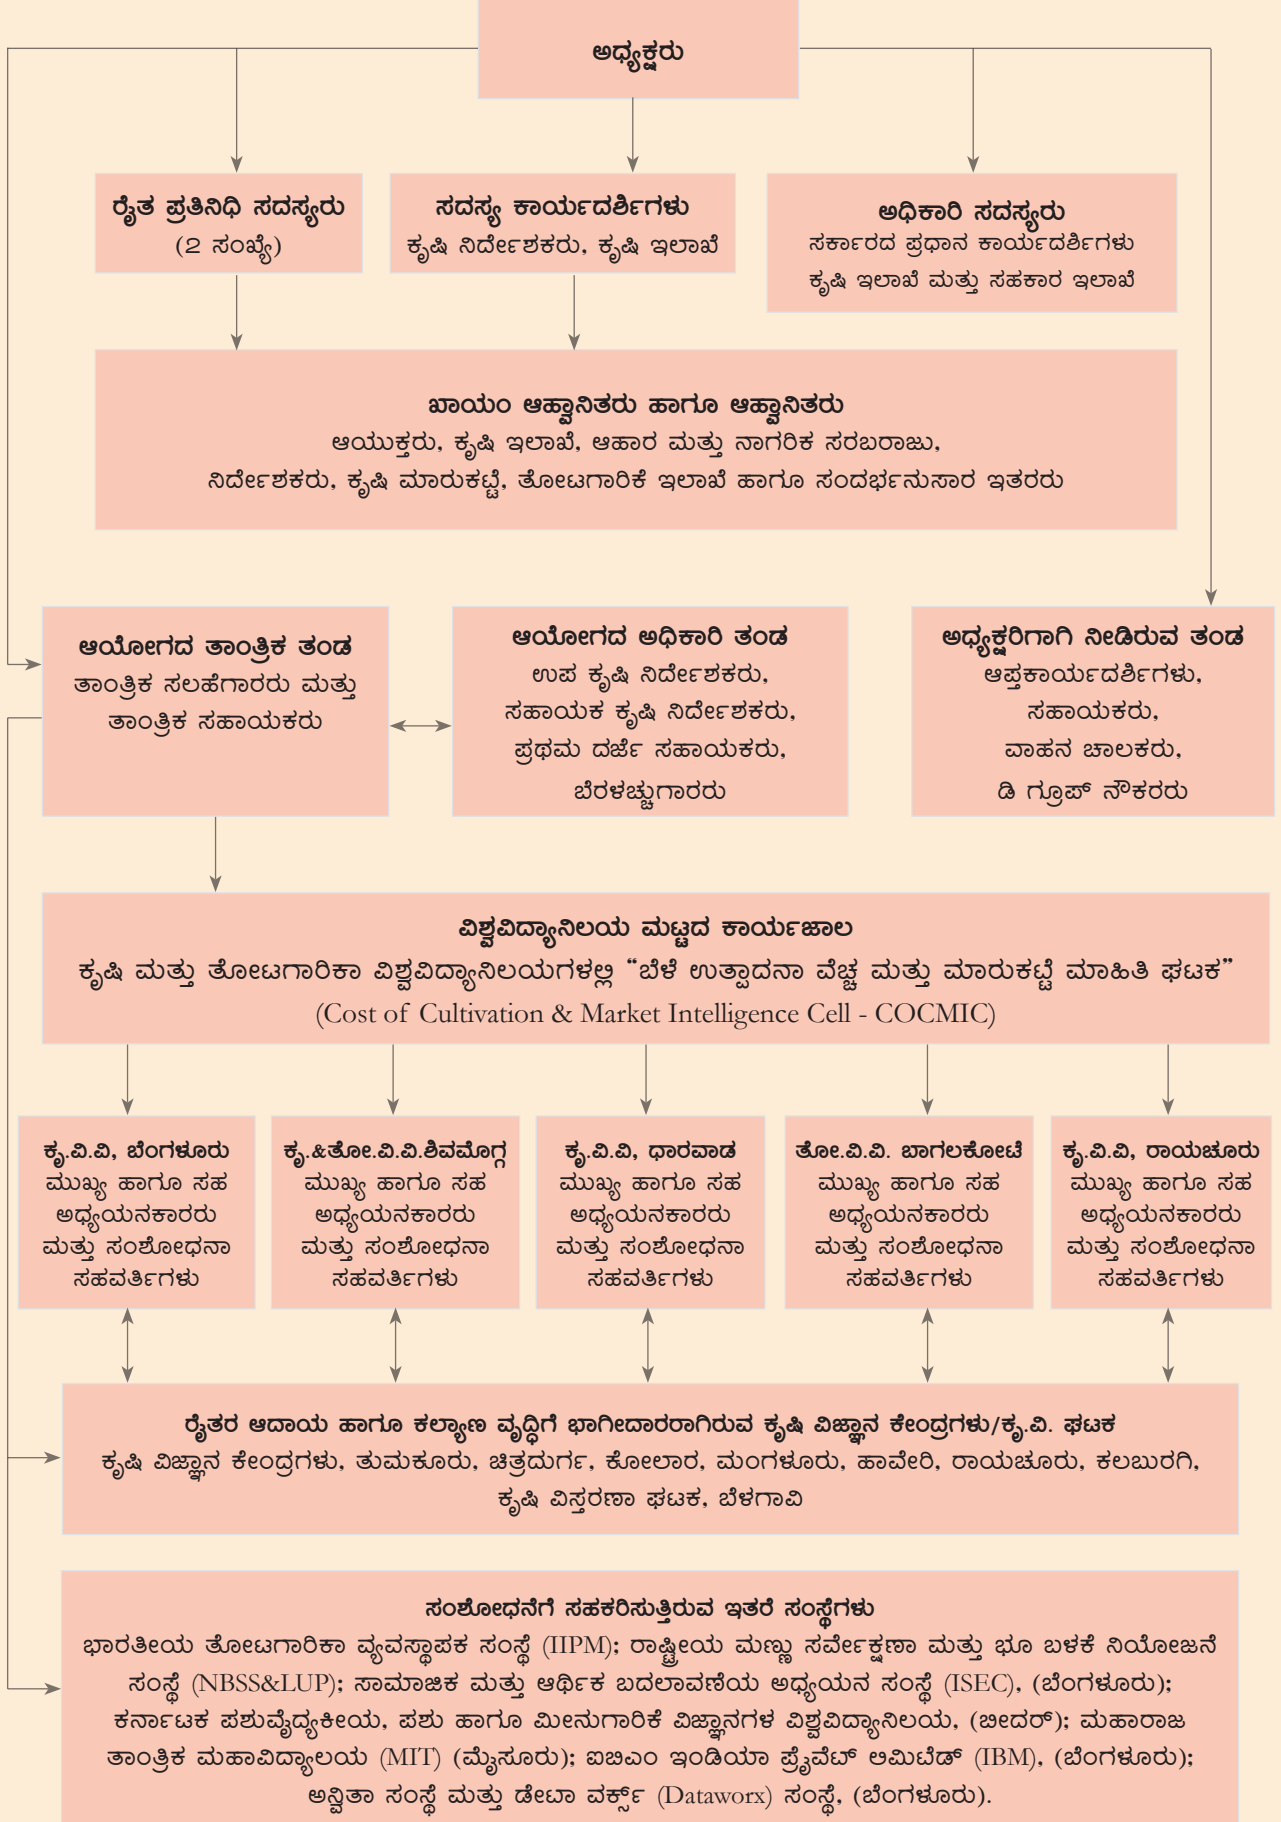 ಅಧ್ಯಕ್ಷರು
ರೈತ ಪ್ರತಿನಿಧಿ ಸದಸ್ಯರು
(2 ಸಂಖ್ಯೆ)
ಸದಸ್ಯ ಕಾರ್ಯದರ್ಶಿಗಳು
ಕೃಷಿ ನಿರ್ದೇಶಕರು, ಕೃಷಿ ಇಲಾಖೆ
ಅಧಿಕಾರಿ ಸದಸ್ಯರು
ಸರ್ಕಾರದ ಪ್ರಧಾನ ಕಾರ್ಯದರ್ಶಿಗಳು
ಕೃಷಿ ಇಲಾಖೆ ಮತ್ತು ಸಹಕಾರ ಇಲಾಖೆ
ಖಾಯಂ ಆಹ್ವಾನಿತರು ಹಾಗೂ ಆಹ್ವಾನಿತರು
ಆಯುಕ್ತರು, ಕೃಷಿ ಇಲಾಖೆ, ಆಹಾರ ಮತ್ತು ನಾಗರಿಕ ಸರಬರಾಜು,
ನಿರ್ದೇಶಕರು, ಕೃಷಿ ಮಾರುಕಟ್ಟೆ, ತೋಟಗಾರಿಕೆ ಇಲಾಖೆ ಹಾಗೂ ಸಂದರ್ಭನುಸಾರ ಇತರರು
ಆಯೋಗದ ತಾಂತ್ರಿಕ ತಂಡ
ತಾಂತ್ರಿಕ ಸಲಹೆಗಾರರು ಮತ್ತು
ತಾಂತ್ರಿಕ ಸಹಾಯಕರು
ಆಯೋಗದ ಅಧಿಕಾರಿ ತಂಡ
ಉಪ ಕೃಷಿ ನಿರ್ದೇಶಕರು,
ಸಹಾಯಕ ಕೃಷಿ ನಿರ್ದೇಶಕರು,
ಪ್ರಥಮ ದರ್ಜೆ ಸಹಾಯಕರು,
ಬೆರಳಚ್ಚುಗಾರರು
ಅಧ್ಯಕ್ಷರಿಗಾಗಿ ನೀಡಿರುವ ತಂಡ
ಆಪ್ತಕಾರ್ಯದರ್ಶಿಗಳು,
ಸಹಾಯಕರು,
ವಾಹನ ಚಾಲಕರು,
ಡಿ ಗ್ರೂಪ್ ನೌಕರರು
ವಿಶ್ವವಿದ್ಯಾನಿಲಯ ಮಟ್ಟದ ಕಾರ್ಯಜಾಲ
ಕೃಷಿ ಮತ್ತು ತೋಟಗಾರಿಕಾ ವಿಶ್ವವಿದ್ಯಾನಿಲಯಗಳಲ್ಲಿ “ಬೆಳೆ ಉತ್ಪಾದನಾ ವೆಚ್ಚ ಮತ್ತು ಮಾರುಕಟ್ಟೆ ಮಾಹಿತಿ ಘಟಕ”
(Cost of Cultivation & Market Intelligence Cell - COCMIC)
ಕೃ.ವಿ.ವಿ, ಬೆಂಗಳೂರು
ಮುಖ್ಯ ಹಾಗೂ ಸಹ
ಅಧ್ಯಯನಕಾರರು
ಮತ್ತು ಸಂಶೋಧನಾ
ಸಹವರ್ತಿಗಳು
ಕೃ.&ತೋ.ವಿ.ವಿ.ಶಿವಮೊಗ್ಗ
ಮುಖ್ಯ ಹಾಗೂ ಸಹ
ಅಧ್ಯಯನಕಾರರು
ಮತ್ತು ಸಂಶೋಧನಾ
ಸಹವರ್ತಿಗಳು
ಕೃ.ವಿ.ವಿ, ಧಾರವಾಡ
ಮುಖ್ಯ ಹಾಗೂ ಸಹ
ಅಧ್ಯಯನಕಾರರು
ಮತ್ತು ಸಂಶೋಧನಾ
ಸಹವರ್ತಿಗಳು
ತೋ.ವಿ.ವಿ. ಬಾಗಲಕೋಟೆ
ಮುಖ್ಯ ಹಾಗೂ ಸಹ
ಅಧ್ಯಯನಕಾರರು
ಮತ್ತು ಸಂಶೋಧನಾ
ಸಹವರ್ತಿಗಳು
ಕೃ.ವಿ.ವಿ, ರಾಯಚೂರು
ಮುಖ್ಯ ಹಾಗೂ ಸಹ
ಅಧ್ಯಯನಕಾರರು
ಮತ್ತು ಸಂಶೋಧನಾ
ಸಹವರ್ತಿಗಳು
ರೈತರ ಆದಾಯ ಹಾಗೂ ಕಲ್ಯಾಣ ವೃದ್ಧಿಗೆ ಭಾಗೀದಾರರಾಗಿರುವ ಕೃಷಿ ವಿಜ್ಞಾನ ಕೇಂದ್ರಗಳು/ಕೃ.ವಿ. ಘಟಕ
ಕೃಷಿ ವಿಜ್ಞಾನ ಕೇಂದ್ರಗಳು, ತುಮಕೂರು, ಚಿತ್ರದುರ್ಗ, ಕೋಲಾರ, ಮಂಗಳೂರು, ಹಾವೇರಿ, ರಾಯಚೂರು, ಕಲಬುರಗಿ,
ಕೃಷಿ ವಿಸ್ತರಣಾ ಘಟಕ, ಬೆಳಗಾವಿ
ಸಂಶೋಧನೆಗೆ ಸಹಕರಿಸುತ್ತಿರುವ ಇತರೆ ಸಂಸ್ಥೆಗಳು
ಭಾರತೀಯ ತೋಟಗಾರಿಕಾ ವ್ಯವಸ್ಥಾಪಕ ಸಂಸ್ಥೆ (IIPM); ರಾಷ್ಟ್ರೀಯ ಮಣ್ಣು ಸರ್ವೇಕ್ಷಣಾ ಮತ್ತು ಭೂ ಬಳಕೆ ನಿಯೋಜನೆ
ಸಂಸ್ಥೆ (NBSS&LUP); ಸಾಮಾಜಿಕ ಮತ್ತು ಆರ್ಥಿಕ ಬದಲಾವಣೆಯ ಅಧ್ಯಯನ ಸಂಸ್ಥೆ (ISEC), (ಬೆಂಗಳೂರು);
ಕರ್ನಾಟಕ ಪಶುವೈದ್ಯಕೀಯ, ಪಶು ಹಾಗೂ ಮೀನುಗಾರಿಕೆ ವಿಜ್ಞಾನಗಳ ವಿಶ್ವವಿದ್ಯಾನಿಲಯ, (ಬೀದರ್); ಮಹಾರಾಜ
ತಾಂತ್ರಿಕ ಮಹಾವಿದ್ಯಾಲಯ (MIT) (ಮೈಸೂರು); ಐಬಿಎಂ ಇಂಡಿಯಾ ಪ್ರೈವೆಟ್ ಲಿಮಿಟೆಡ್ (IBM), (ಬೆಂಗಳೂರು);
ಅನ್ವಿತಾ ಸಂಸ್ಥೆ ಮತ್ತು ಡೇಟಾ ವರ್ಕ್ಸ್ (Dataworx) ಸಂಸ್ಥೆ, (ಬೆಂಗಳೂರು).